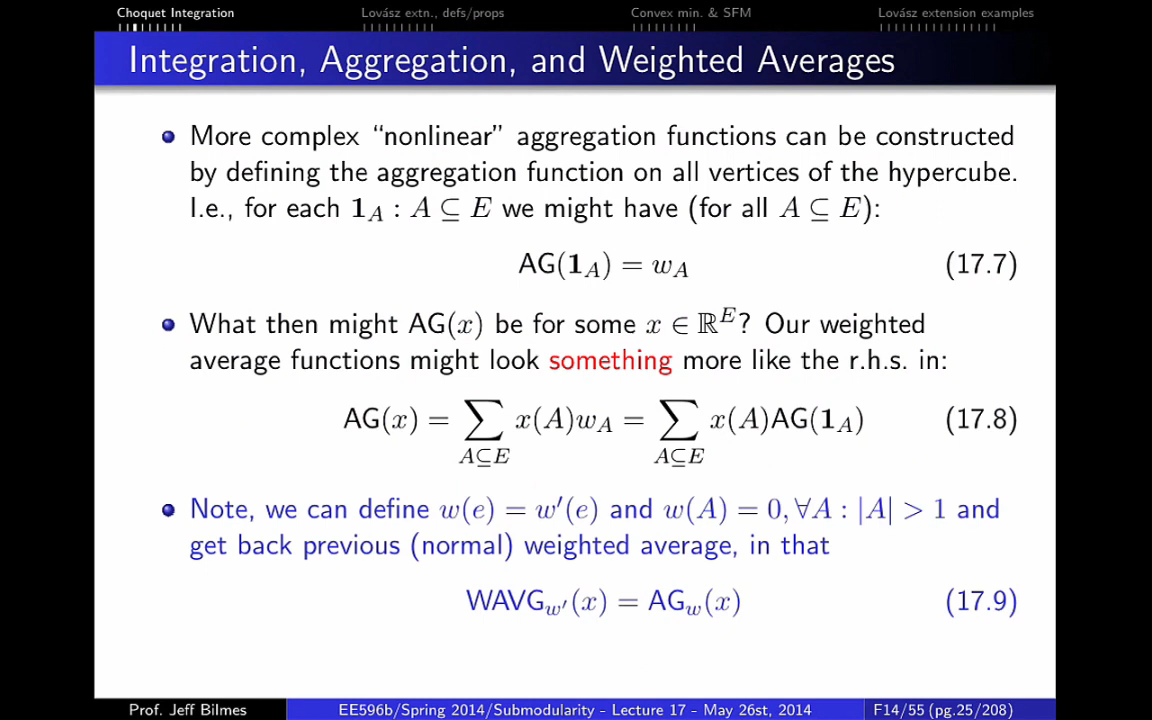 Choquet Integration Lovász extn., defs/props Convex min. & SFM Lovász extension examples
Integration, Aggregation, and Weighted Averages
More complex “nonlinear” aggregation functions can be constructed
by defining the aggregation function on all vertices of the hypercube.
I.e., for each 1_A : A ⊆ E we might have (for all A ⊆ E):
AG(1_A) = w_A (17.7)
What then might AG(x) be for some x ∈ ℝ^E? Our weighted
average functions might look something more like the r.h.s. in:
AG(x) = ∑_{A⊆E} x(A)w_A = ∑_{A⊆E} x(A)AG(1_A) (17.8)
Note, we can define w(e) = w′(e) and w(A) = 0, ∀A : |A| > 1 and
get back previous (normal) weighted average, in that
WAVG_{w′}(x) = AG_w(x) (17.9)
Prof. Jeff Bilmes EE596b/Spring 2014/Submodularity - Lecture 17 - May 26st, 2014 F14/55 (pg.25/208)